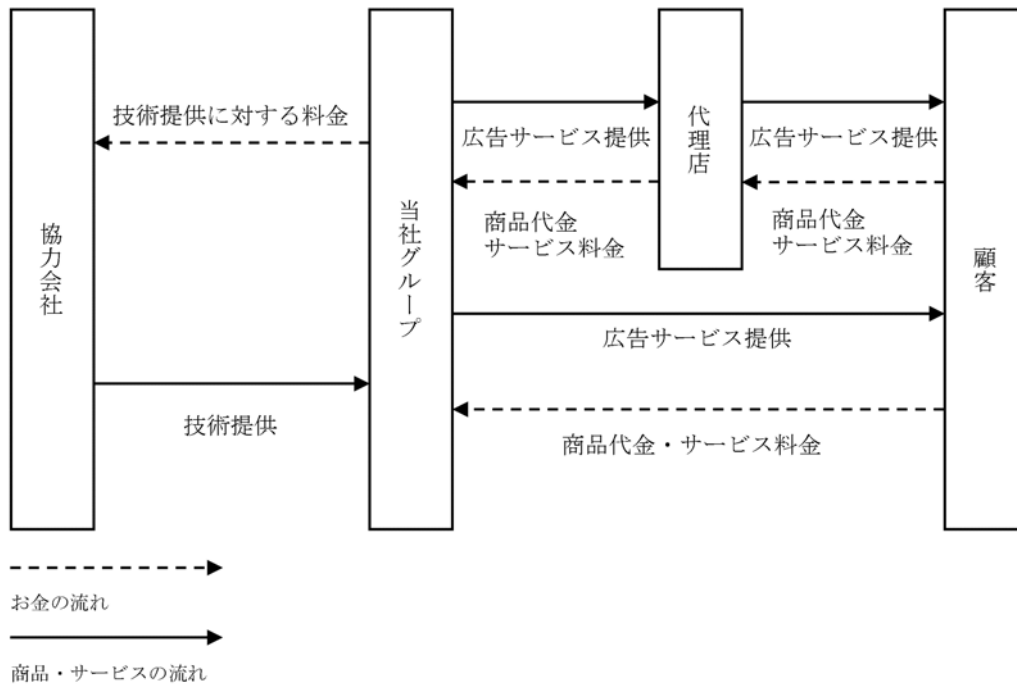 技術提供に対する料金
広告サービス提供
広告サービス提供
代理店
商品代金
サービス料金
商品代金
サービス料金
協力会社
当社グループ
顧客
広告サービス提供
技術提供
商品代金・サービス料金
お金の流れ
商品・サービスの流れ